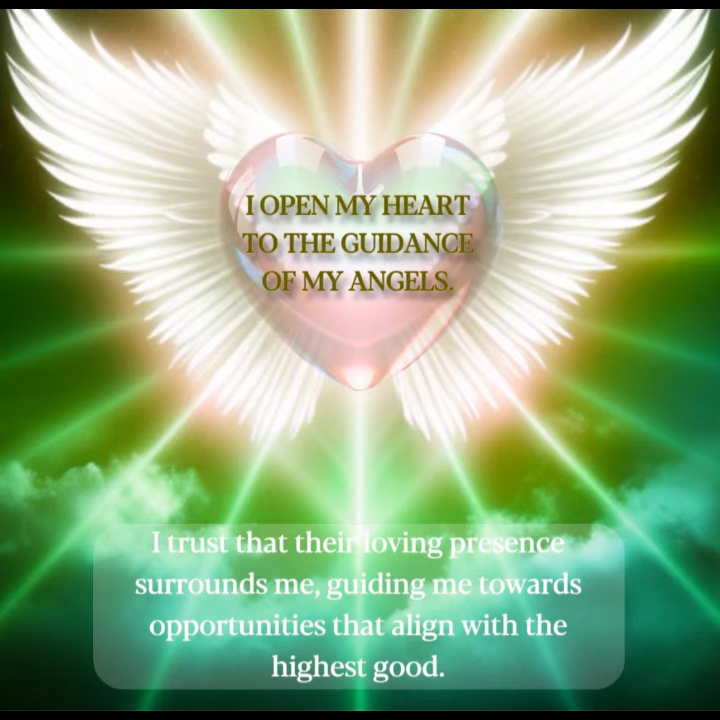 I OPEN MY HEART
TO THE GUIDANCE
OF MY ANGELS.
I trust that their loving presence
surrounds me, guiding me towards
opportunities that align with the
highest good.